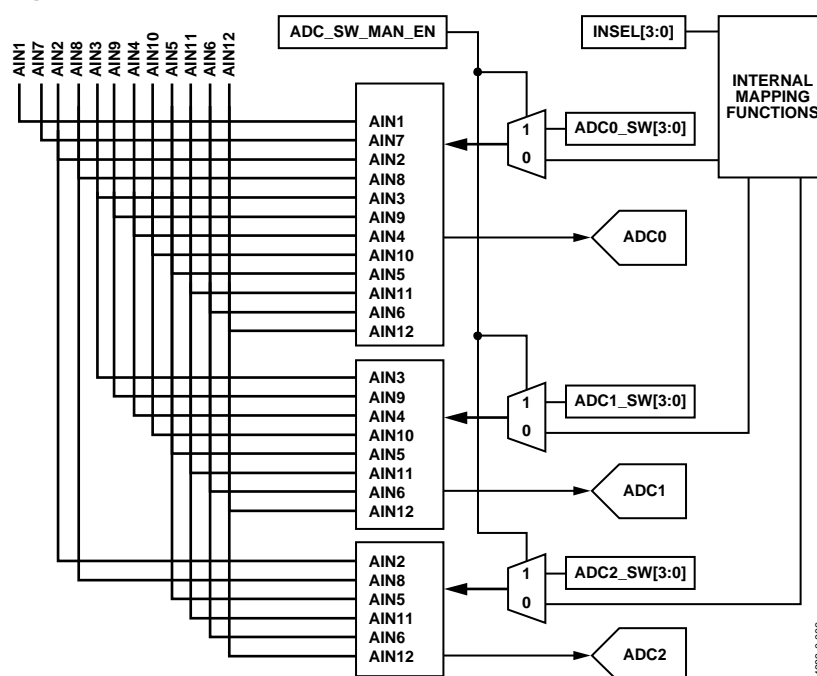 ADC_SW_MAN_EN
INSEL[3:0]
AIN1
AIN7
AIN2
AIN8
AIN3
AIN9
AIN4
AIN10
AIN5
AIN11
AIN6
AIN12
INTERNAL
MAPPING
FUNCTIONS
AIN1
AIN7
AIN2
AIN8
AIN3
AIN9
AIN4
AIN10
AIN5
AIN11
AIN6
AIN12
1
0
ADC0_SW[3:0]
ADC0
AIN3
AIN9
AIN4
AIN10
AIN5
AIN11
AIN6
AIN12
1
0
ADC1_SW[3:0]
ADC1
AIN2
AIN8
AIN5
AIN11
AIN6
AIN12
1
0
ADC2_SW[3:0]
ADC2